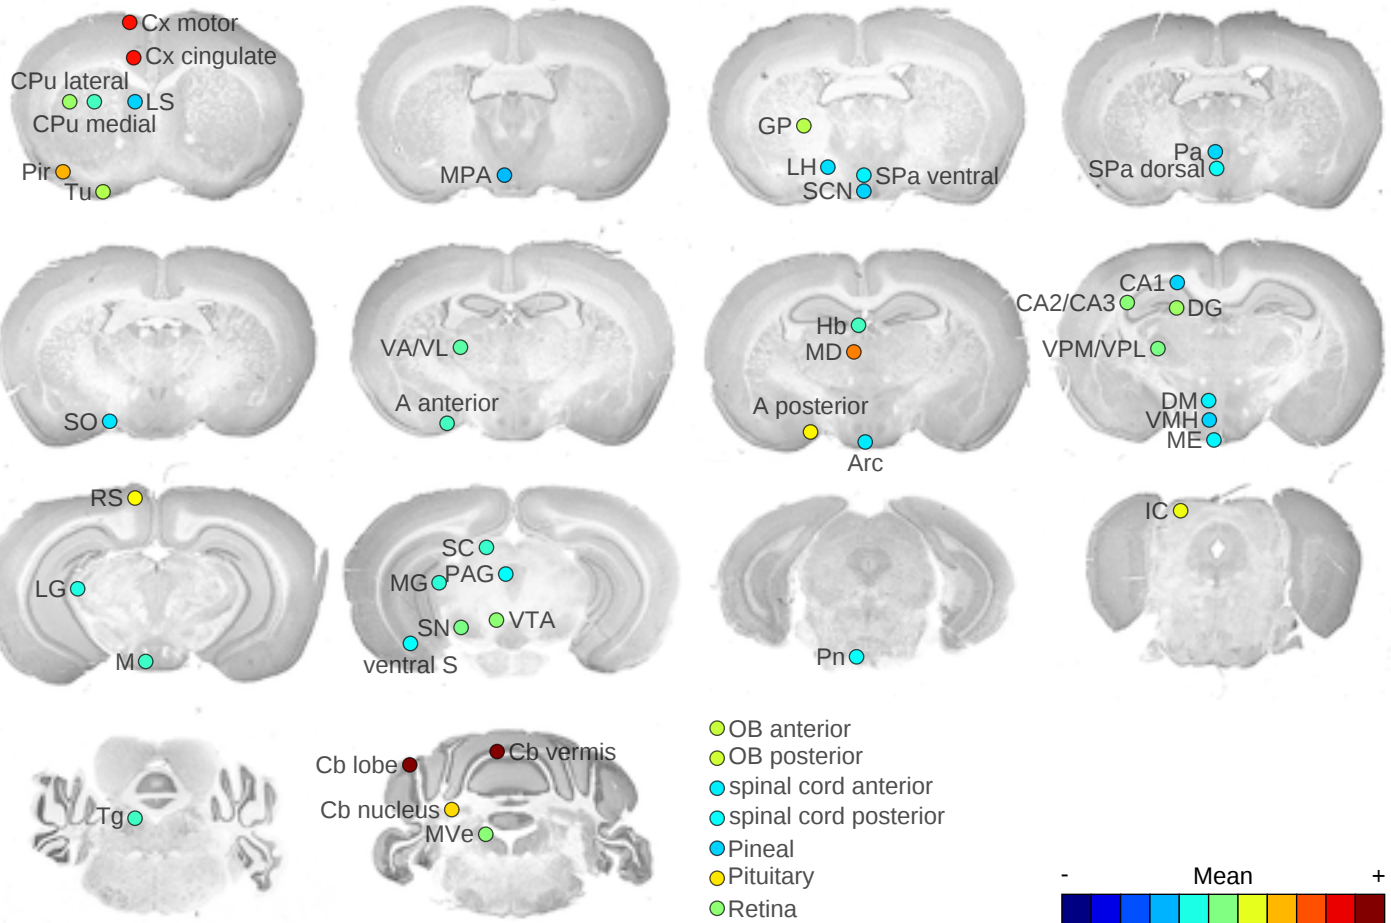 Cx motor
Cx cingulate
CPu lateral
LS
CPu medial
Pir
Tu
MPA
GP
LH
SPa ventral
SCN
Pa
SPa dorsal
SO
VA/VL
A anterior
Hb
MD
A posterior
Arc
CA1
CA2/CA3
DG
VPM/VPL
DM
VMH
ME
RS
LG
M
SC
MG
PAG
SN
VTA
ventral S
Pn
IC
Tg
Cb lobe
Cb vermis
Cb nucleus
MVe
OB anterior
OB posterior
spinal cord anterior
spinal cord posterior
Pineal
Pituitary
Retina
- Mean +